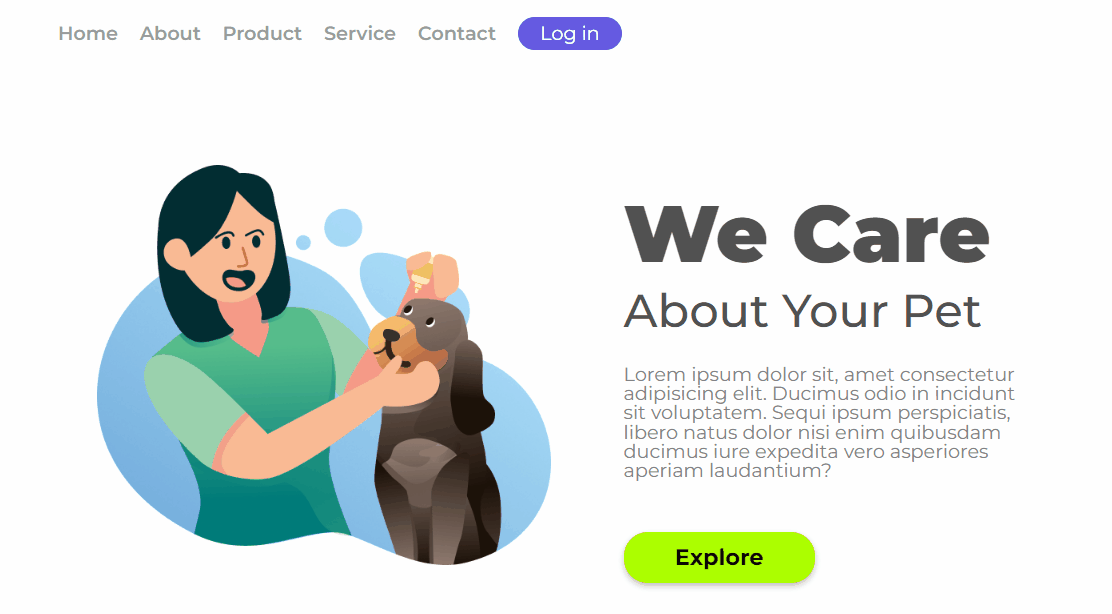 Home About Product Service Contact Log in
We Care
About Your Pet
Lorem ipsum dolor sit, amet consectetur
adipisicing elit. Ducimus odio in incidunt
sit voluptatem. Sequi ipsum perspiciatis,
libero natus dolor nisi enim quibusdam
ducimus iure expedita vero asperiores
aperiam laudantium?
Explore